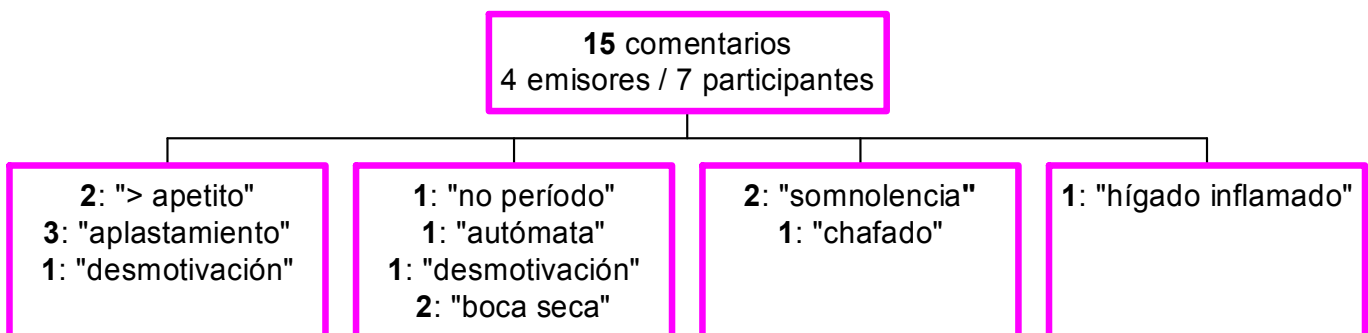 15 comentarios
4 emisores / 7 participantes
2: "> apetito"
3: "aplastamiento"
1: "desmotivación"
1: "no período"
1: "autómata"
1: "desmotivación"
2: "boca seca"
2: "somnolencia"
1: "chafado"
1: "hígado inflamado"